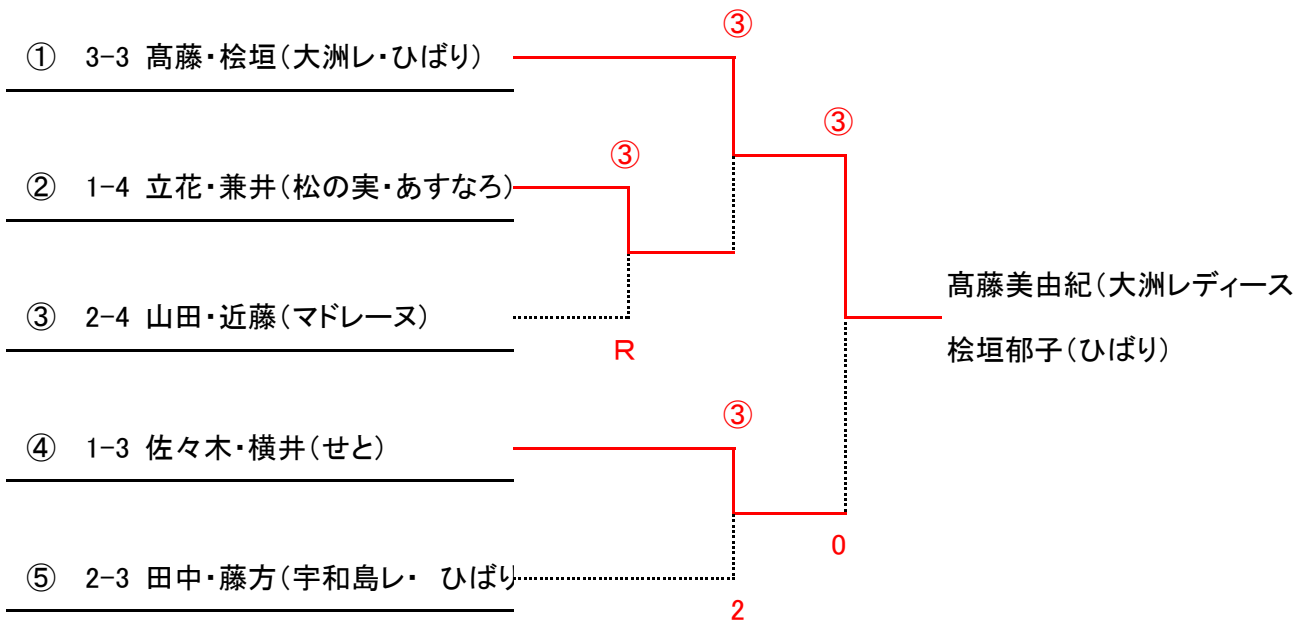 ③
① 3-3 髙藤・桧垣(大洲レ・ひばり)
③
③
② 1-4 立花・兼井(松の実・あすなろ)
髙藤美由紀(大洲レディース
③ 2-4 山田・近藤(マドレーヌ)
R
桧垣郁子(ひばり)
③
④ 1-3 佐々木・横井(せと)
0
⑤ 2-3 田中・藤方(宇和島レ・ ひばり
2